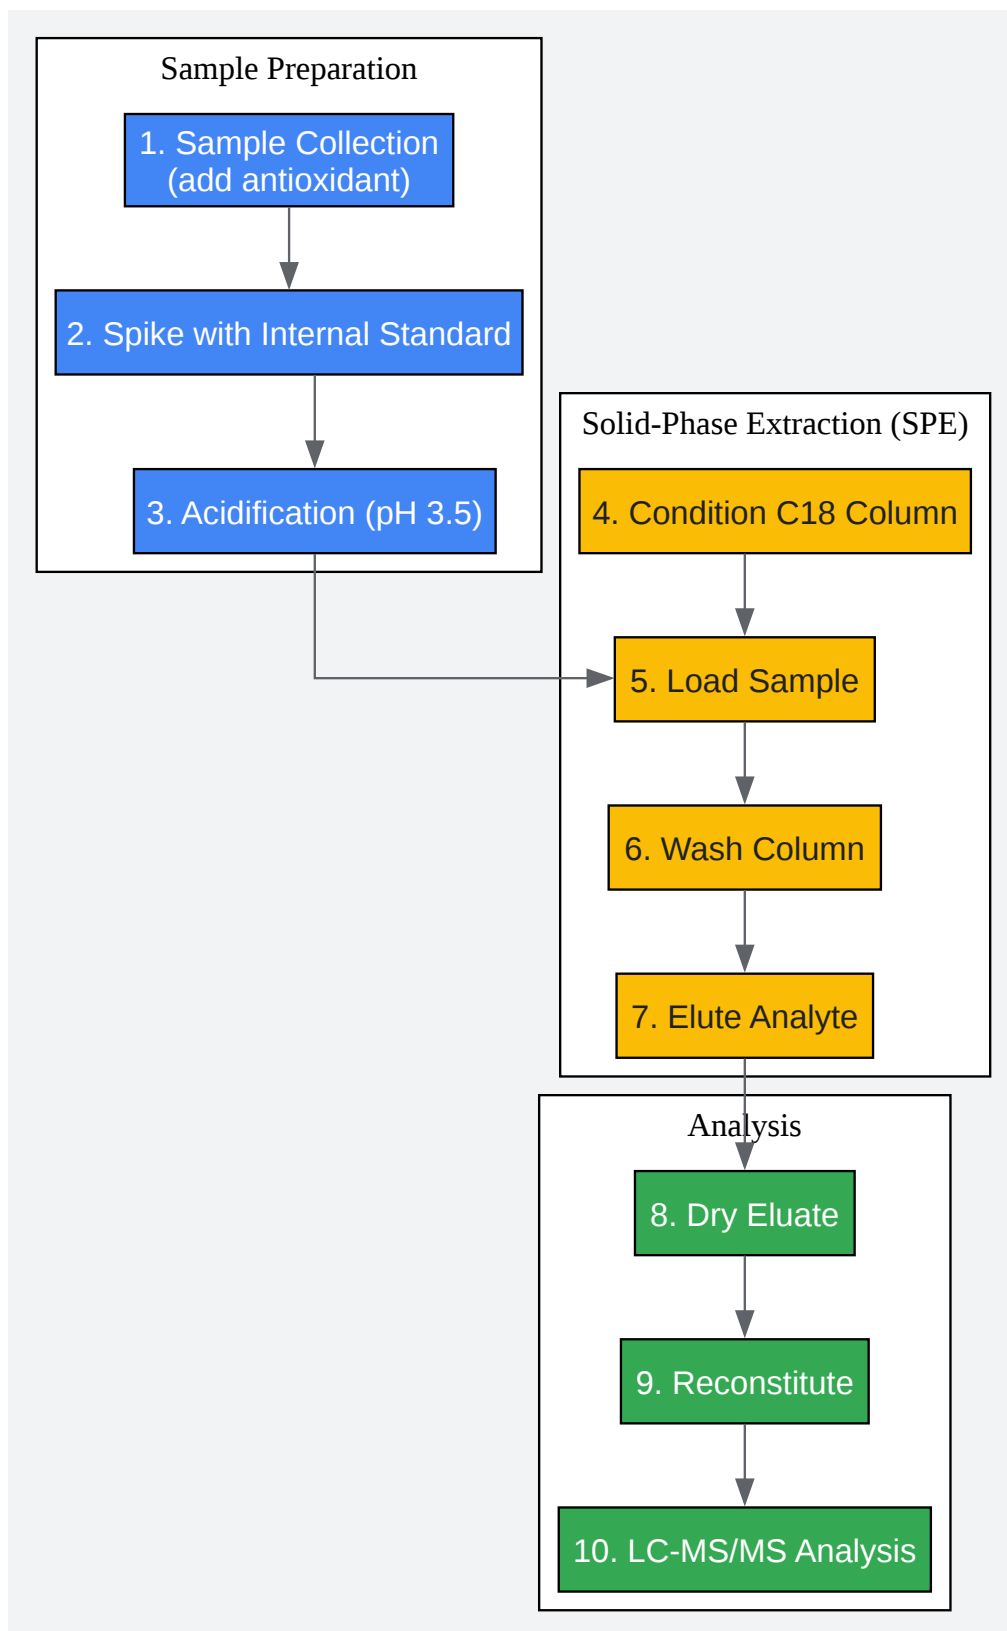 Sample Preparation
1. Sample Collection
(add antioxidant)
2. Spike with Internal Standard
3. Acidification (pH 3.5)
Solid-Phase Extraction (SPE)
4. Condition C18 Column
5. Load Sample
6. Wash Column
7. Elute Analyte
Analysis
8. Dry Eluate
9. Reconstitute
10. LC-MS/MS Analysis